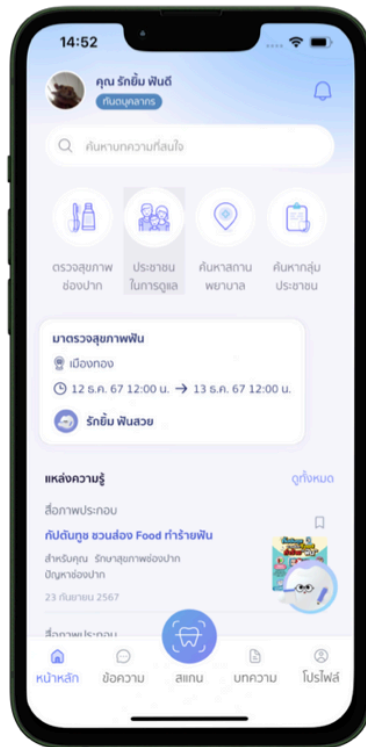 14:52
คุณ รักยิ้ม ฟันดี
ทันตบุคลากร
ค้นหาบทความที่สนใจ
ตรวจสุขภาพ
ช่องปาก
ประชาชน
ในการดูแล
ค้นหาสถาน
พยาบาล
ค้นหากลุ่ม
ประชาชน
มาตรวจสุขภาพฟัน
เมืองทอง
12 ธ.ค. 67 12:00 น. → 13 ธ.ค. 67 12:00 น.
รักยิ้ม ฟันสวย
แหล่งความรู้ ดูทั้งหมด
สื่อภาพประกอบ
กัปตันทูช ชวนส่อง Food ทำร้ายฟัน
สำหรับคุณ รักษาสุขภาพช่องปาก
ปัญหาช่องปาก
23 กันยายน 2567
สื่อภาพประกอบ
หน้าหลัก ข้อความ สแกน บทความ โปรไฟล์